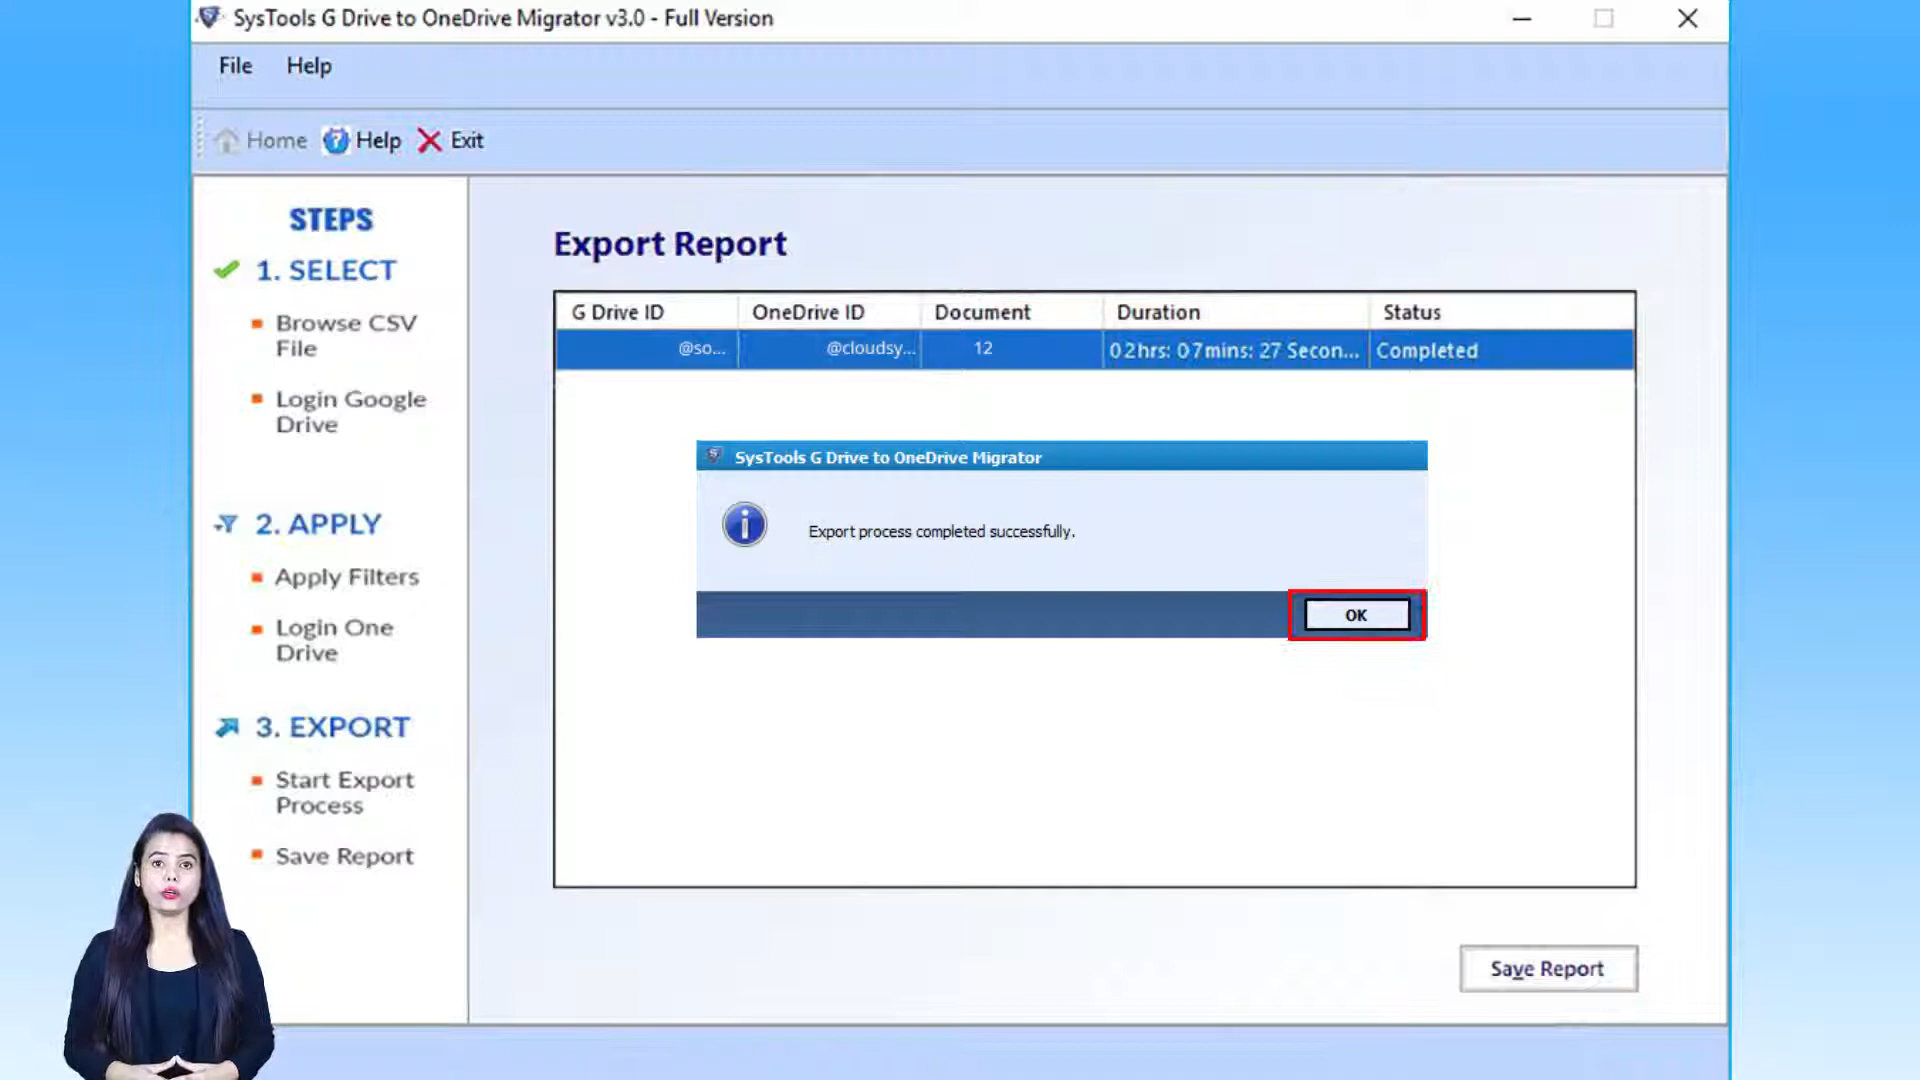 SysTools G Drive to OneDrive Migrator v3.0 - Full Version
File Help
Home Help Exit
STEPS
1. SELECT
Browse CSV
File
Login Google
Drive
2. APPLY
Apply Filters
Login One
Drive
3. EXPORT
Start Export
Process
Save Report
Export Report
G Drive ID OneDrive ID Document Duration Status
@so... @cloudsy... 12 02hrs: 07mins: 27 Secon... Completed
SysTools G Drive to OneDrive Migrator
Export process completed successfully.
OK
Save Report